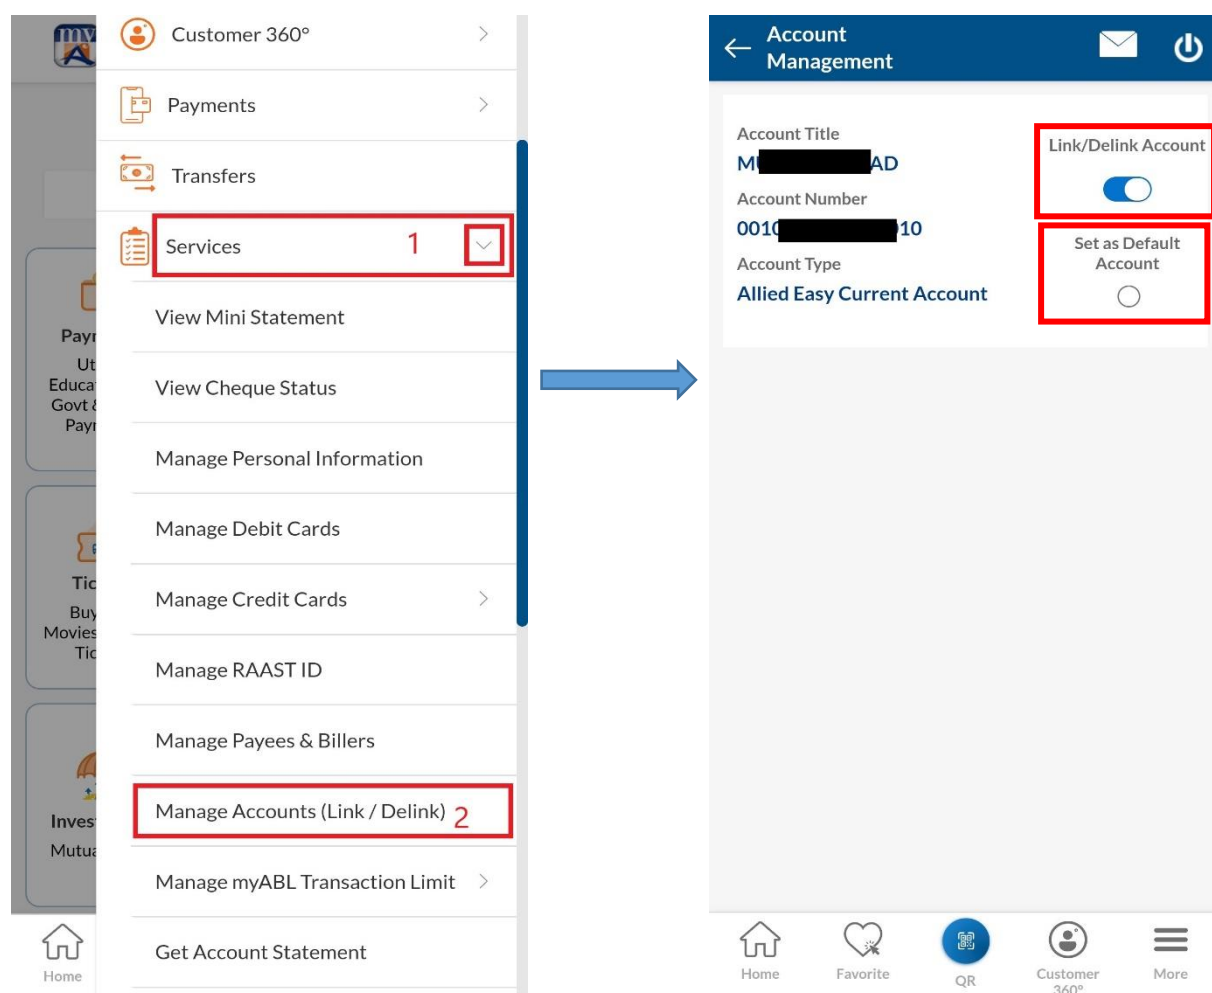 my
Customer 360°
Payments
Transfers
Services
1
View Mini Statement
View Cheque Status
Manage Personal Information
Manage Debit Cards
Manage Credit Cards
Manage RAAST ID
Manage Payees & Billers
Manage Accounts (Link / Delink)
2
Manage myABL Transaction Limit
Get Account Statement
Home
Account
Management
Account Title
AD
Account Number
10
Account Type
Allied Easy Current Account
Link/Delink Account
Set as Default
Account
Home
Favorite
QR
Customer
360°
More